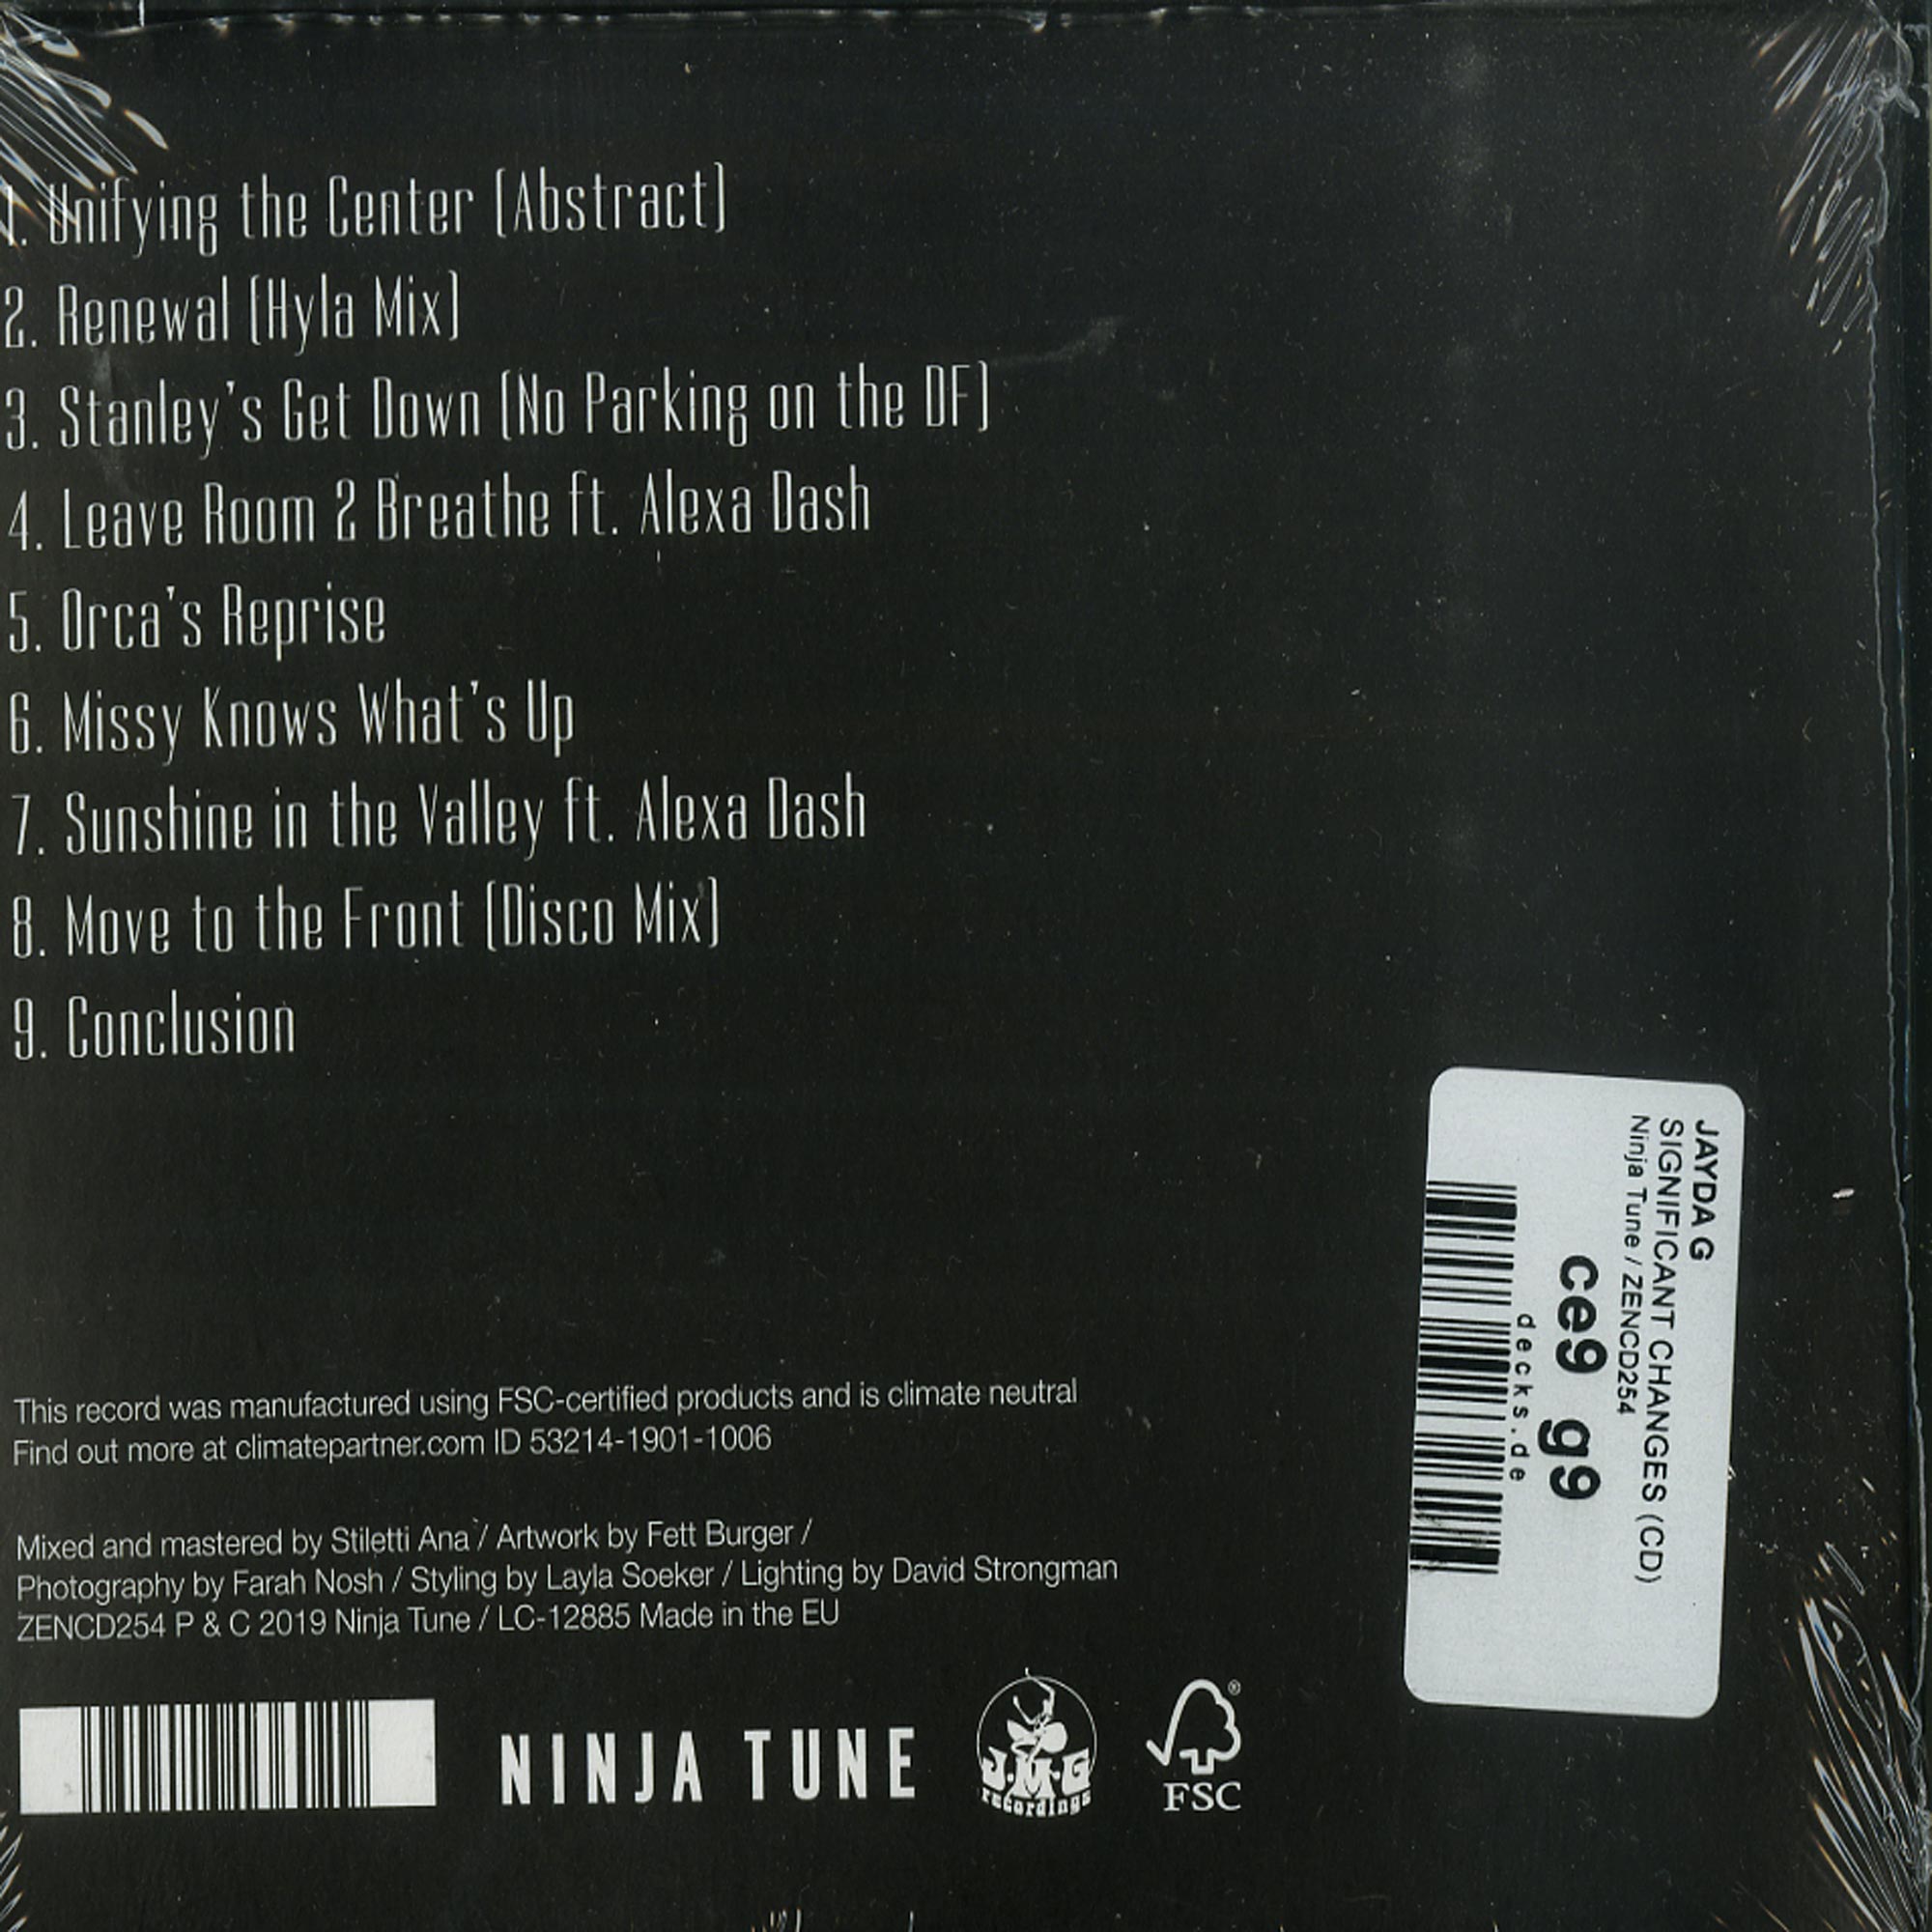 1. Unifying the Center (Abstract)
2. Renewal (Hyla Mix)
3. Stanley's Get Down (No Parking on the DF)
4. Leave Room 2 Breathe ft. Alexa Dash
5. Orca's Reprise
6. Missy Knows What's Up
7. Sunshine in the Valley ft. Alexa Dash
8. Move to the Front (Disco Mix)
9. Conclusion
JAYDA G
SIGNIFICANT CHANGES (CD)
Ninja Tune / ZENCD254
ce9 g9
decks.de
This record was manufactured using FSC-certified products and is climate neutral
Find out more at climatepartner.com ID 53214-1901-1006
Mixed and mastered by Stiletti Ana / Artwork by Fett Burger /
Photography by Farah Nosh / Styling by Layla Soeker / Lighting by David Strongman
ZENCD254 P & C 2019 Ninja Tune / LC-12885 Made in the EU
NINJA TUNE
J.M.G
recordings
®
FSC